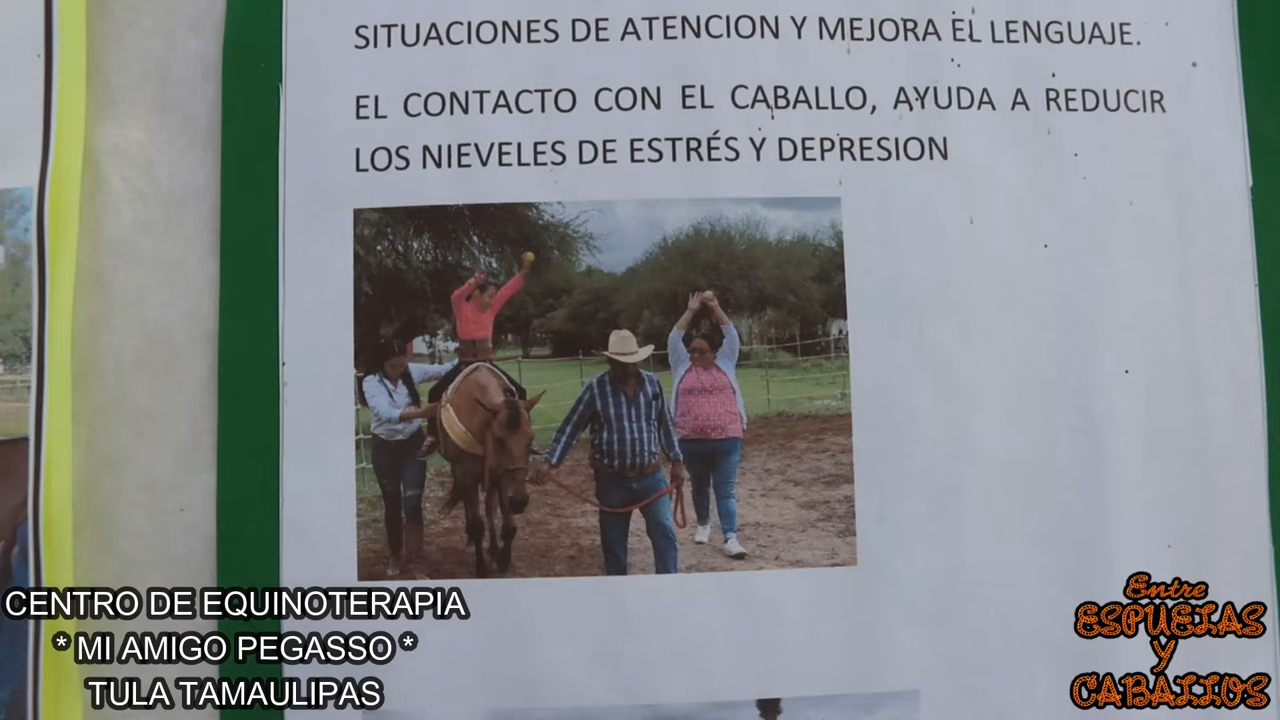 SITUACIONES DE ATENCION Y MEJORA EL LENGUAJE.
EL CONTACTO CON EL CABALLO, AYUDA A REDUCIR
LOS NIEVELES DE ESTRÉS Y DEPRESION
CENTRO DE EQUINOTERAPIA
* MI AMIGO PEGASSO *
TULA TAMAULIPAS
Entre
ESPUELAS
Y
CABALLOS